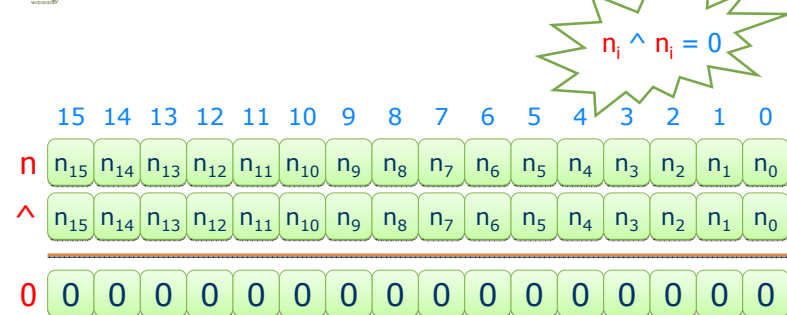 nᵢ ^ nᵢ = 0
15 14 13 12 11 10 9 8 7 6 5 4 3 2 1 0
n n₁₅ n₁₄ n₁₃ n₁₂ n₁₁ n₁₀ n₉ n₈ n₇ n₆ n₅ n₄ n₃ n₂ n₁ n₀
^ n₁₅ n₁₄ n₁₃ n₁₂ n₁₁ n₁₀ n₉ n₈ n₇ n₆ n₅ n₄ n₃ n₂ n₁ n₀
0 0 0 0 0 0 0 0 0 0 0 0 0 0 0 0 0